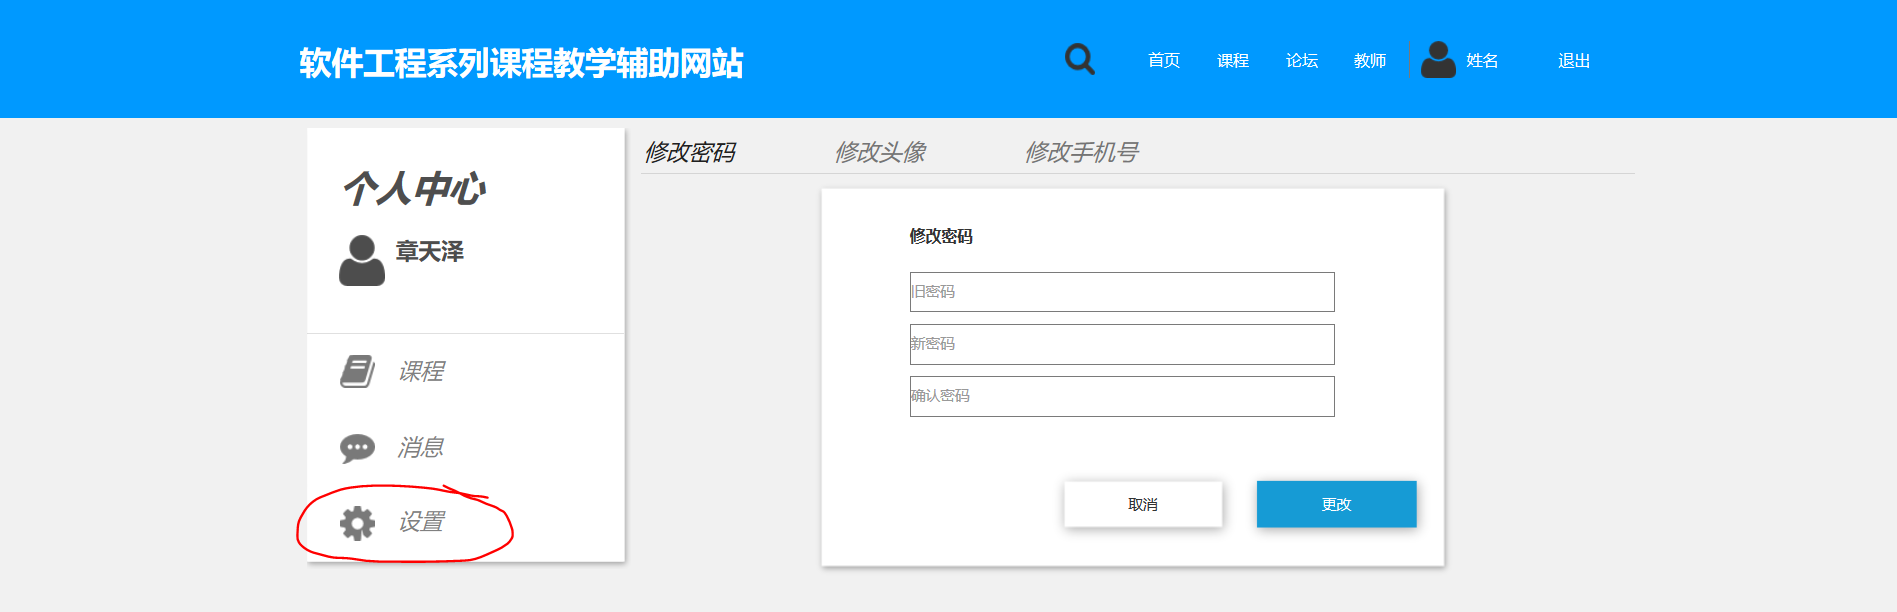 软件工程系列课程教学辅助网站
首页 课程 论坛 教师 姓名 退出
个人中心
章天泽
课程
消息
设置
修改密码 修改头像 修改手机号
修改密码
旧密码
新密码
确认密码
取消 更改